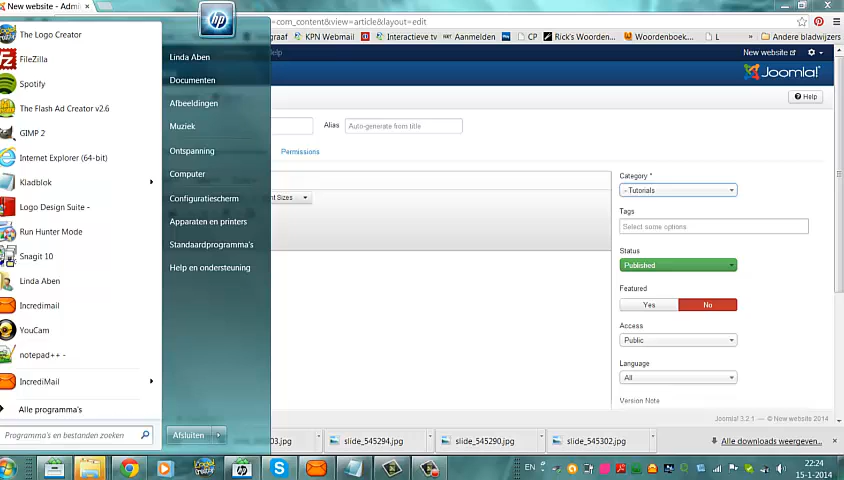 New website - Admi ×
=com_content&view=article&layout=edit
KPN Webmail
Interactieve tv
Aanmelden
CP
Rick's Woorden...
Woordenboek...
L
Andere bladwijzers
Help
New website
Joomla!
Help
Alias
Auto-generate from title
Permissions
nt Sizes
Category *
- Tutorials
Tags
Select some options
Status
Published
Featured
Yes
No
Access
Public
Language
All
Version Note
Joomla! 3.2.1 — © New website 2014
The Logo Creator
FileZilla
Spotify
The Flash Ad Creator v2.6
GIMP 2
Internet Explorer (64-bit)
Kladblok
Logo Design Suite -
Run Hunter Mode
Snagit 10
Linda Aben
Incredimail
YouCam
notepad++ -
IncrediMail
Alle programma's
Programma's en bestanden zoeken
hp
Linda Aben
Documenten
Afbeeldingen
Muziek
Ontspanning
Computer
Configuratiescherm
Apparaten en printers
Standaardprogramma's
Help en ondersteuning
Afsluiten
03.jpg
slide_545294.jpg
slide_545290.jpg
slide_545302.jpg
Alle downloads weergeven...
EN
22:24
15-1-2014